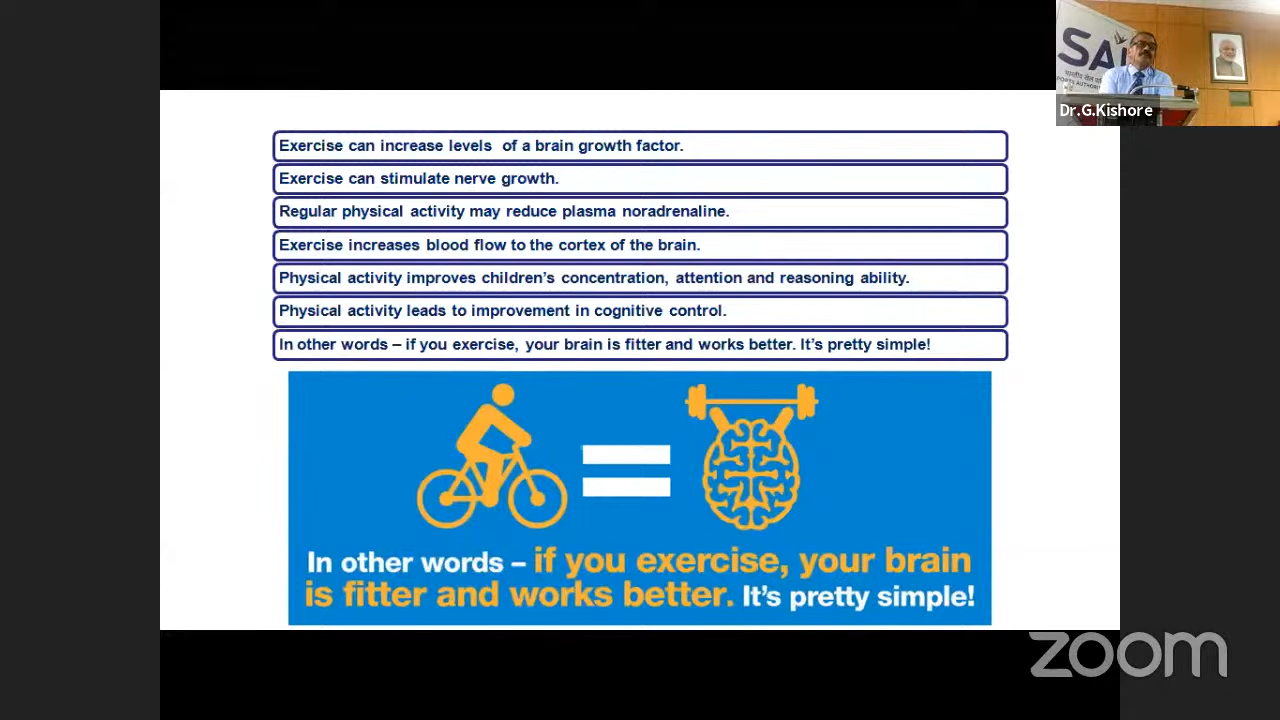 Exercise can increase levels of a brain growth factor.
Exercise can stimulate nerve growth.
Regular physical activity may reduce plasma noradrenaline.
Exercise increases blood flow to the cortex of the brain.
Physical activity improves children's concentration, attention and reasoning ability.
Physical activity leads to improvement in cognitive control.
In other words – if you exercise, your brain is fitter and works better. It's pretty simple!
In other words – if you exercise, your brain
is fitter and works better. It's pretty simple!
SA
भारतीय खेल
Dr.G.Kishore
zoom